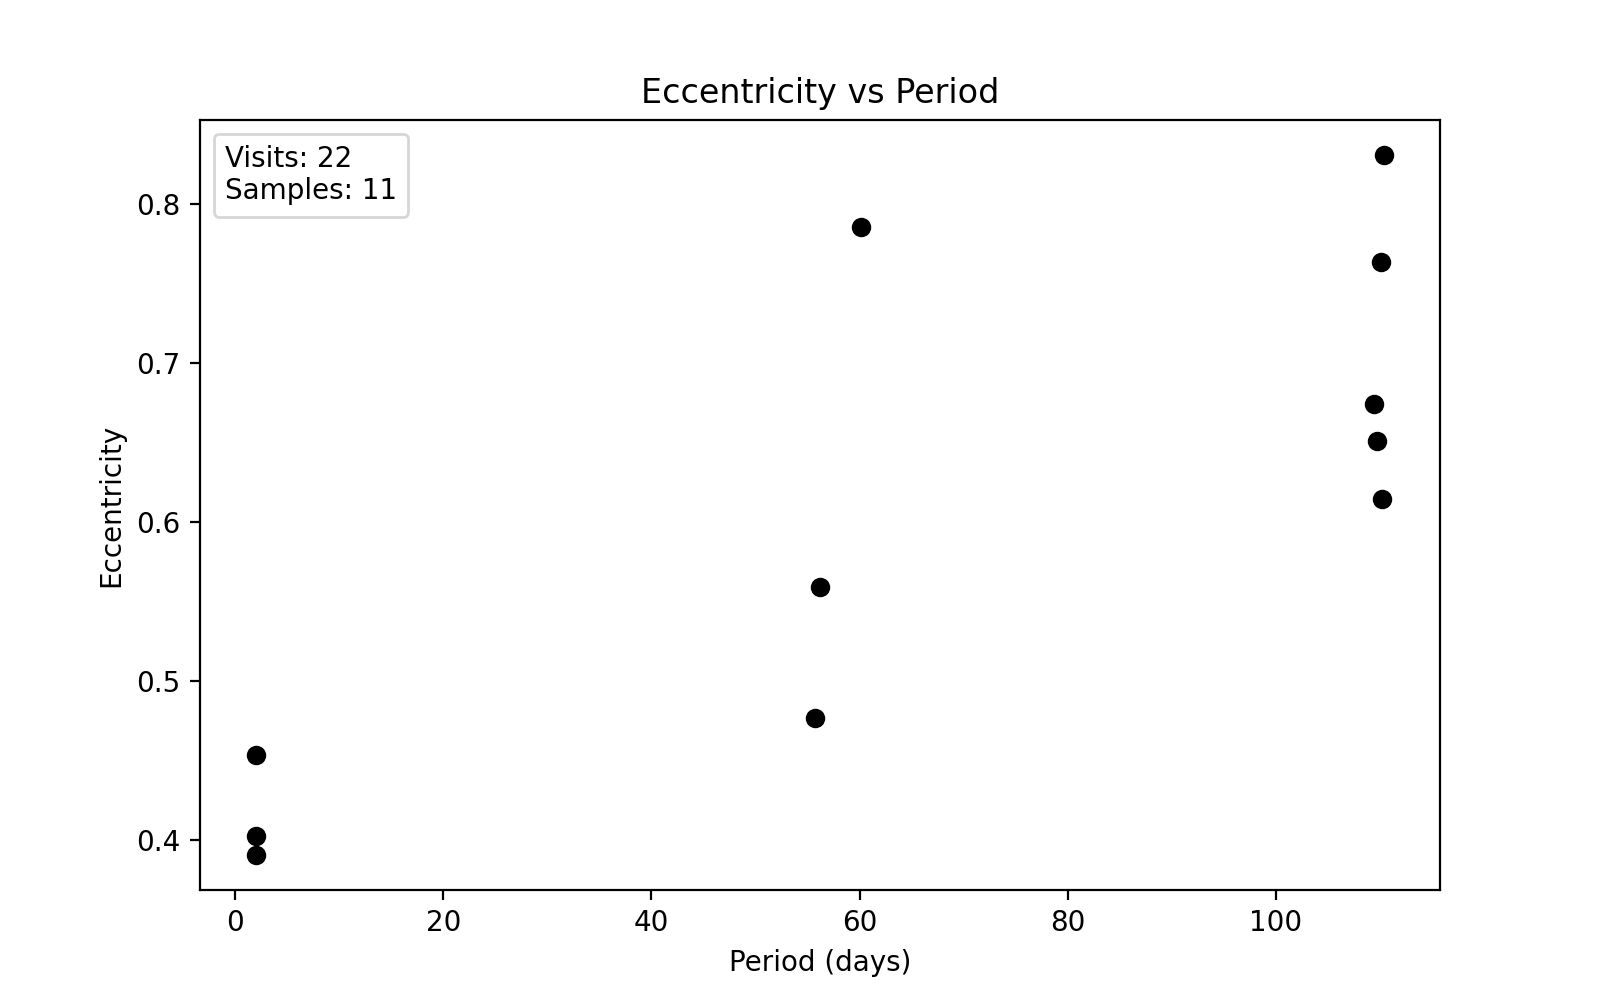 Eccentricity vs Period
Visits: 22
Samples: 11
0.8
0.7
0.6
0.5
0.4
Eccentricity
0 20 40 60 80 100
Period (days)